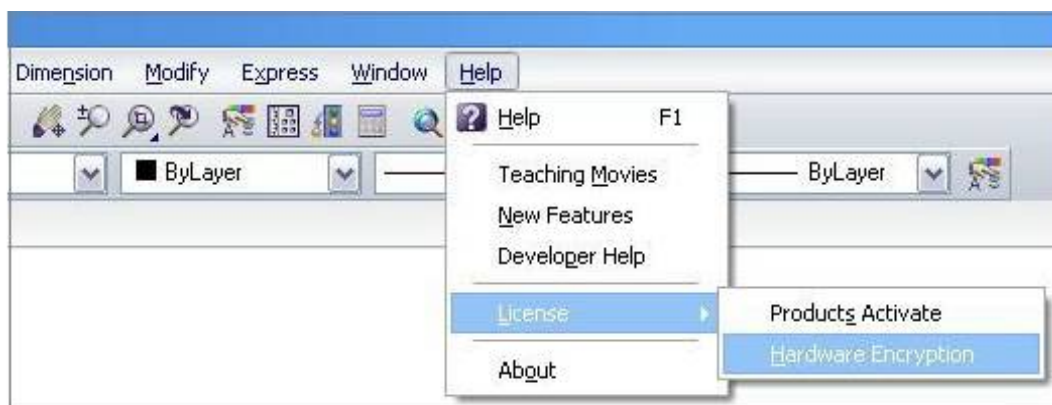 Dimension Modify Express Window Help
Help F1
ByLayer ByLayer
Teaching Movies
New Features
Developer Help
License
Products Activate
Hardware Encryption
About